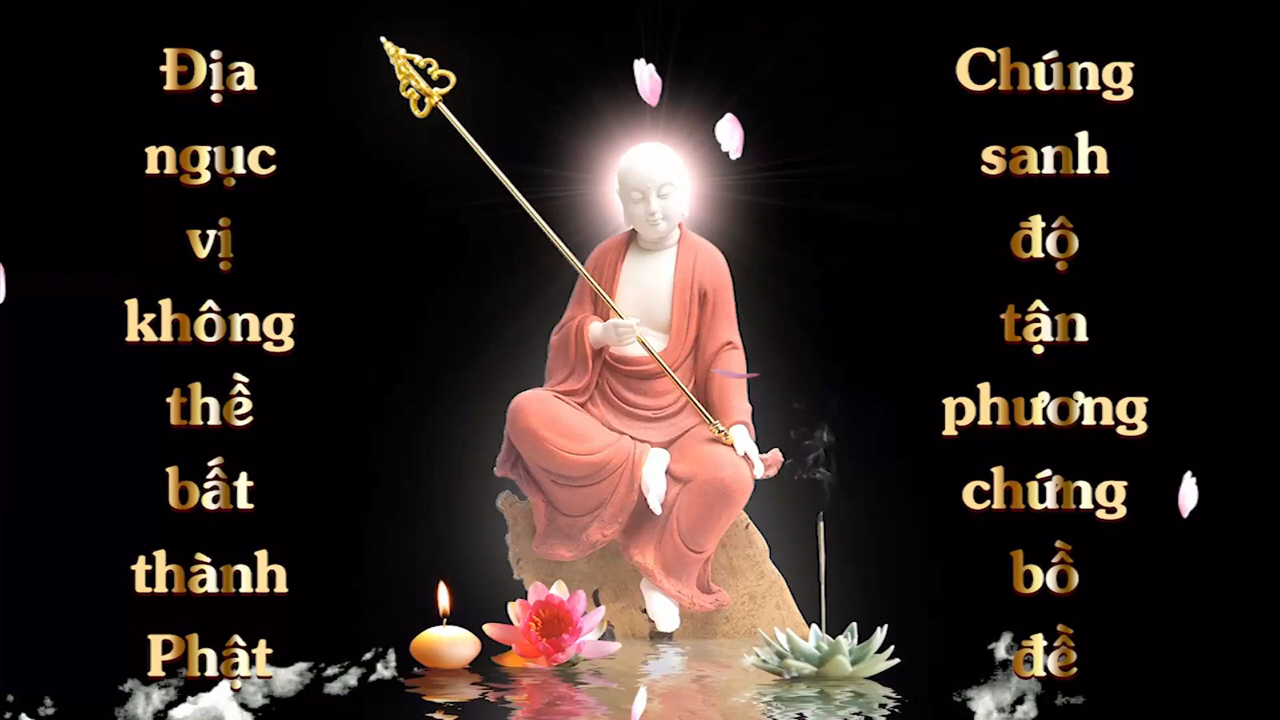 Địa
ngục
vị
không
thề
bất
thành
Phật
Chúng
sanh
độ
tận
phương
chứng
bồ
đề